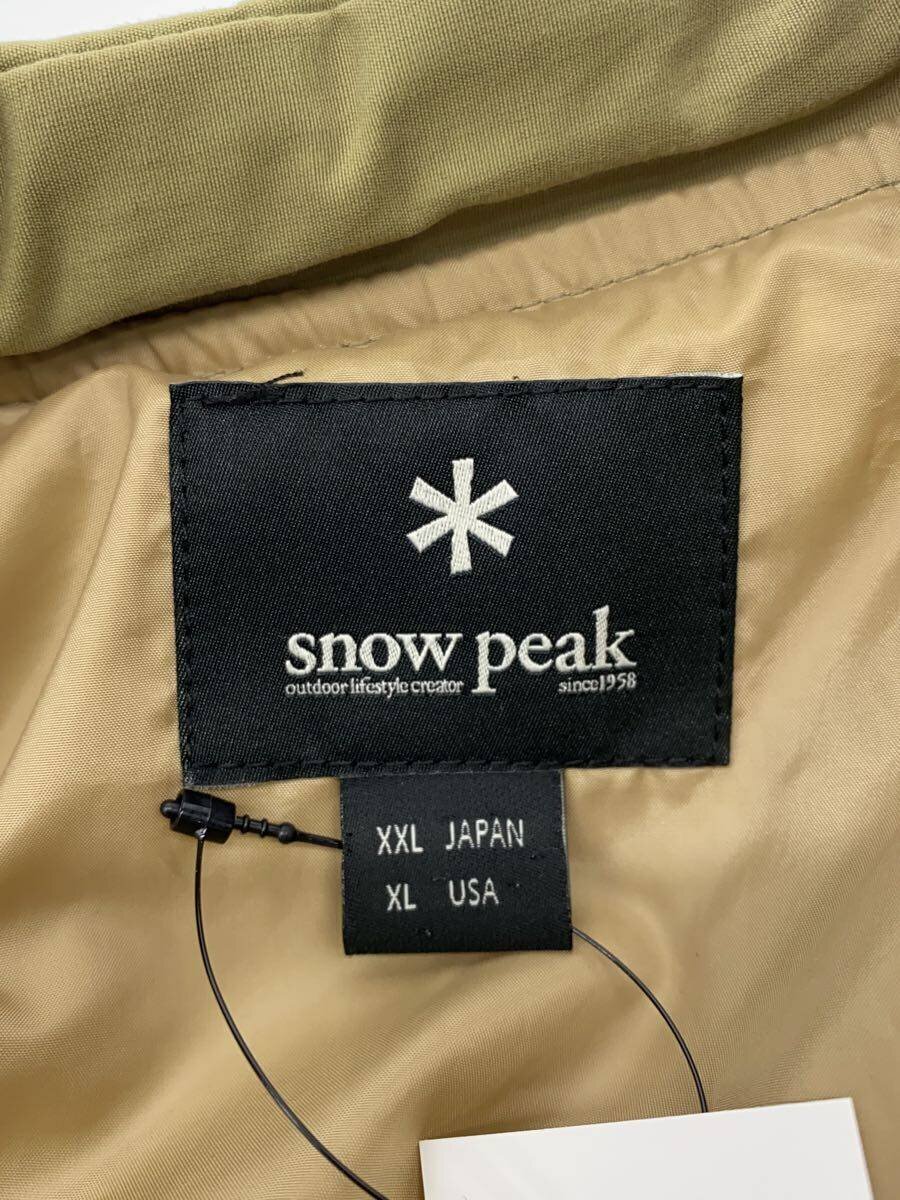 snow peak
outdoor lifestyle creator since1958
XXL JAPAN
XL USA